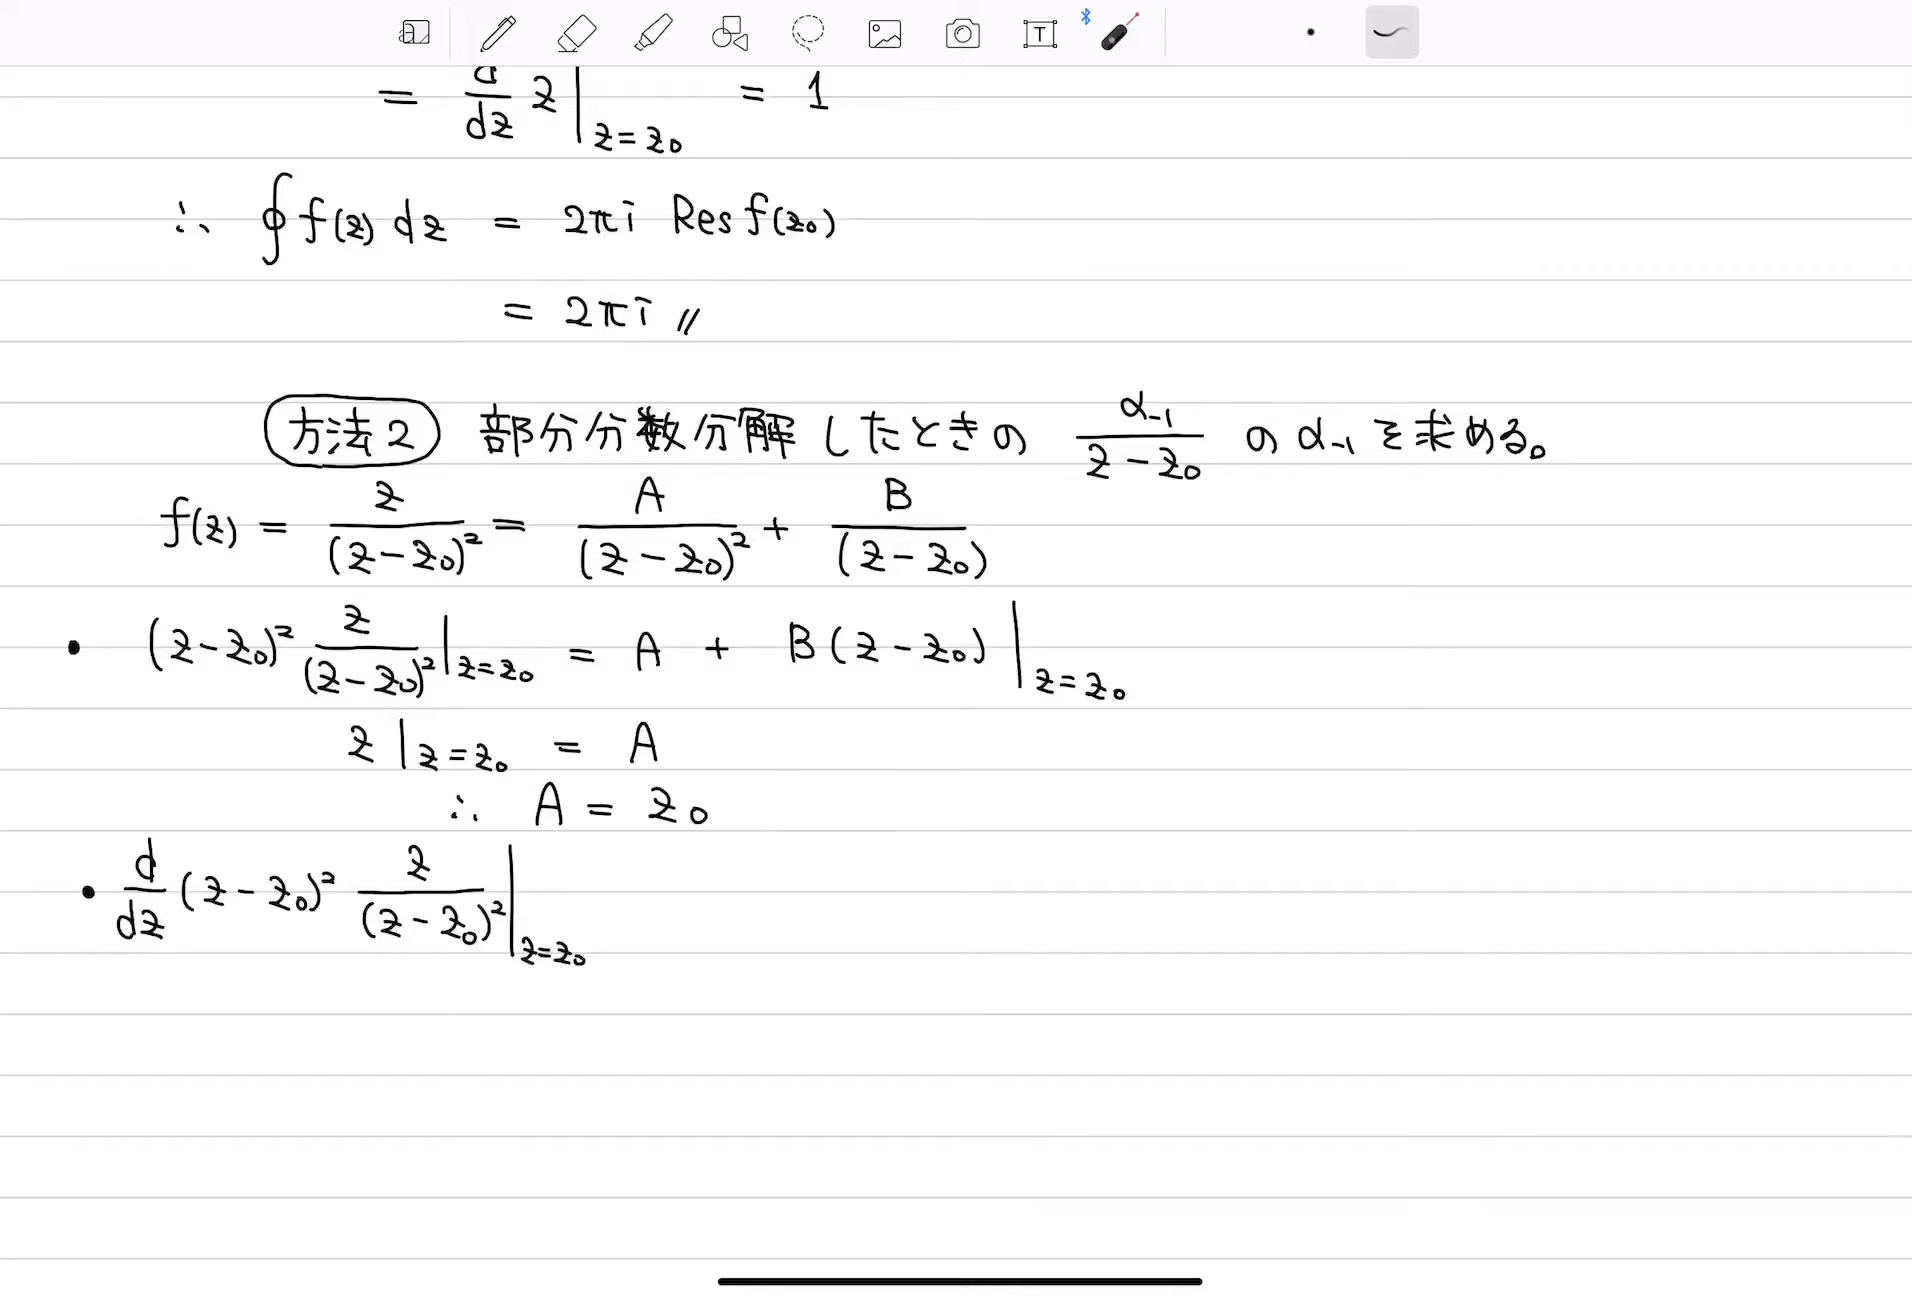 = d/dz z |z=z₀ = 1
∴ ∮ f(z) dz = 2πi Res f(z₀)
= 2πi //
方法2 部分分数分解したときの α₋₁/(z - z₀) のα₋₁を求める。
f(z) = z/(z-z₀)² = A/(z-z₀)² + B/(z-z₀)
• (z-z₀)² z/(z-z₀)² |z=z₀ = A + B(z-z₀) |z=z₀
z |z=z₀ = A
∴ A = z₀
• d/dz (z-z₀)² z/(z-z₀)² |z=z₀